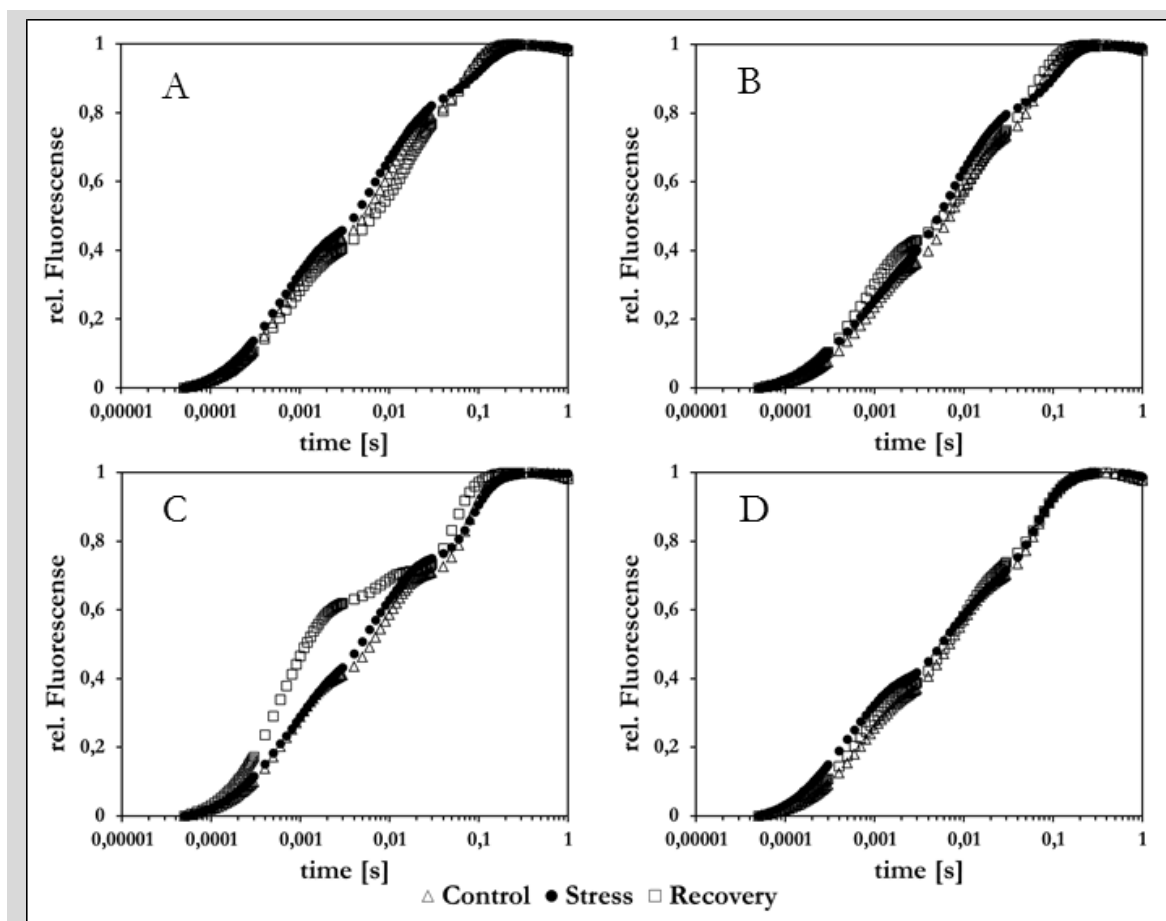 A
B
rel. Fluorescense
1
0,8
0,6
0,4
0,2
0
0,00001 0,0001 0,001 0,01 0,1 1
time [s]
rel. Fluorescense
1
0,8
0,6
0,4
0,2
0
0,00001 0,0001 0,001 0,01 0,1 1
time [s]
C
D
rel. Fluorescense
1
0,8
0,6
0,4
0,2
0
0,00001 0,0001 0,001 0,01 0,1 1
time [s]
rel. Fluorescense
1
0,8
0,6
0,4
0,2
0
0,00001 0,0001 0,001 0,01 0,1 1
time [s]
△ Control ● Stress □ Recovery